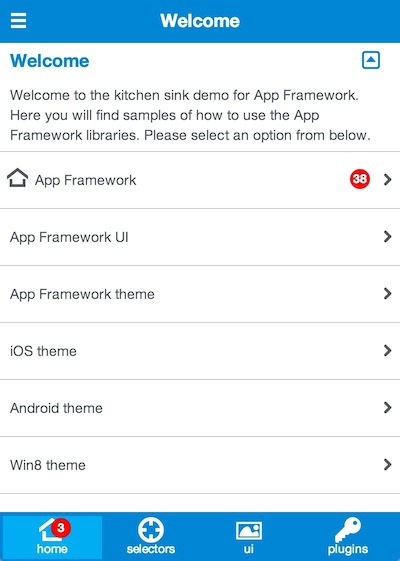 Welcome
Welcome
Welcome to the kitchen sink demo for App Framework.
Here you will find samples of how to use the App
Framework libraries. Please select an option from below.
App Framework 38
App Framework UI
App Framework theme
iOS theme
Android theme
Win8 theme
3
home selectors ui plugins